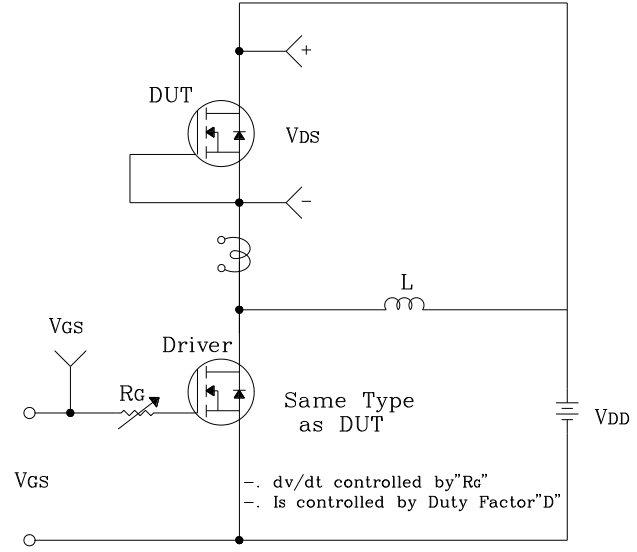 +
DUT
VDS
−
L
VGS
Driver
RG
Same Type
as DUT
VDD
VGS
−. dv/dt controlled by"RG"
−. Is controlled by Duty Factor"D"